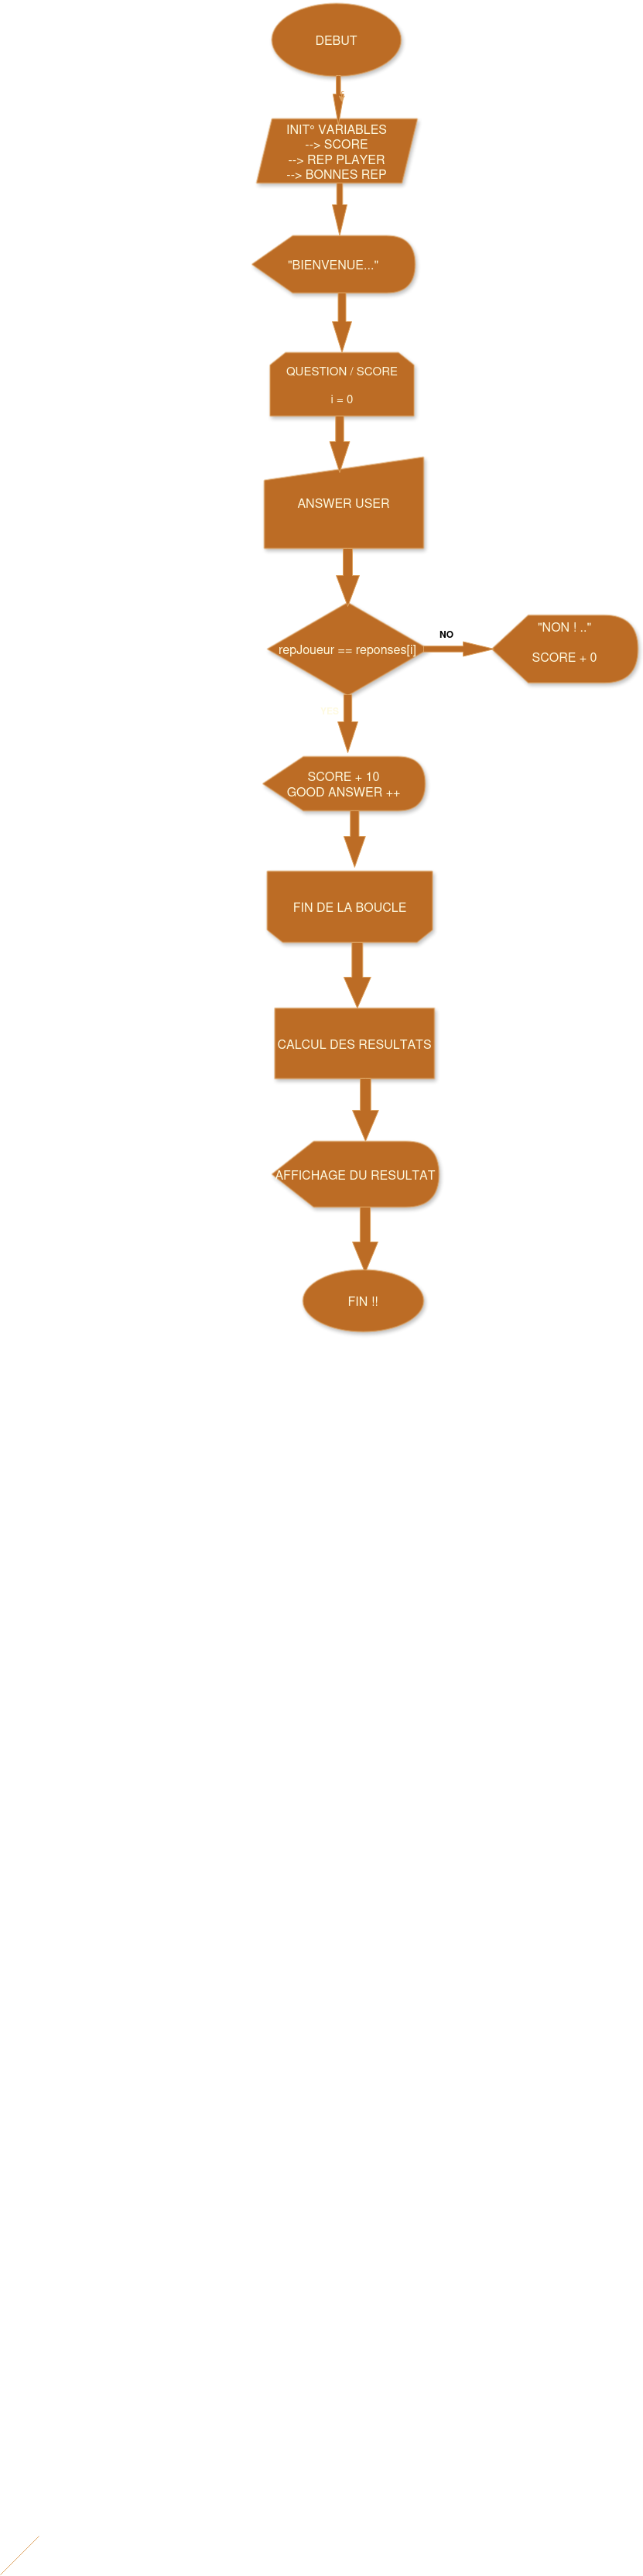 DEBUT
INIT° VARIABLES
--> SCORE
--> REP PLAYER
--> BONNES REP
"BIENVENUE..."
QUESTION / SCORE
i = 0
ANSWER USER
repJoueur == reponses[i]
NO
"NON ! .."
SCORE + 0
YES
SCORE + 10
GOOD ANSWER ++
FIN DE LA BOUCLE
CALCUL DES RESULTATS
AFFICHAGE DU RESULTAT
FIN !!